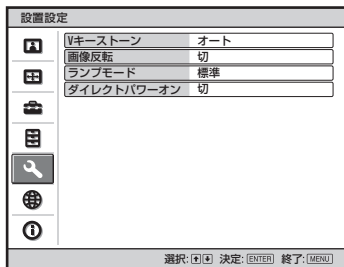 設置設定
Vキーストーン オート
画像反転 切
ランプモード 標準
ダイレクトパワーオン 切
選択:⬆⬇ 決定:ENTER 終了:MENU